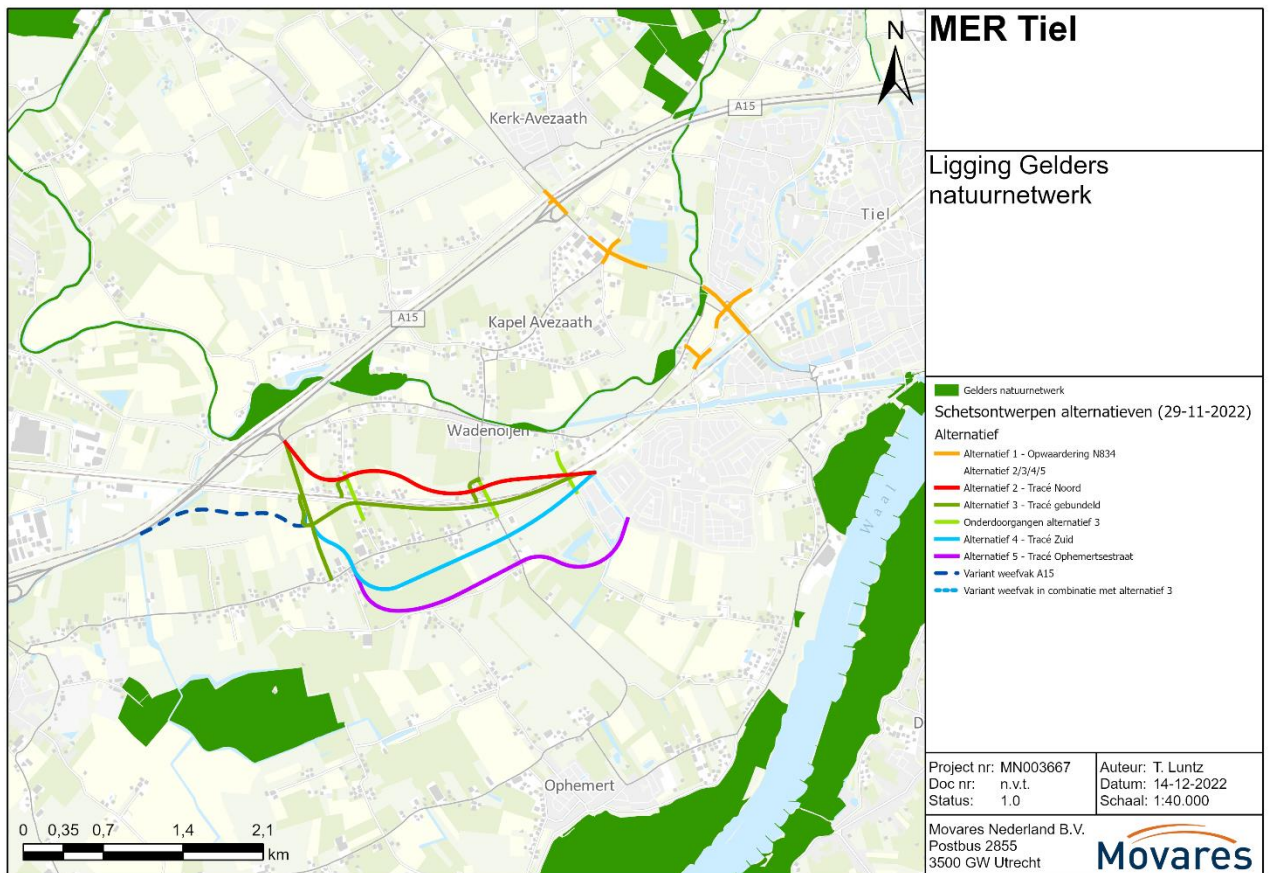 MER Tiel
Ligging Gelders
natuurnetwerk
Gelders natuurnetwerk
Schetsontwerpen alternatieven (29-11-2022)
Alternatief
Alternatief 1 - Opwaardering N834
Alternatief 2/3/4/5
Alternatief 2 - Tracé Noord
Alternatief 3 - Tracé gebundeld
Onderdoorgangen alternatief 3
Alternatief 4 - Tracé Zuid
Alternatief 5 - Tracé Ophemertsestraat
Variant weefvak A15
Variant weefvak in combinatie met alternatief 3
Project nr: MN003667
Doc nr: n.v.t.
Status: 1.0
Auteur: T. Luntz
Datum: 14-12-2022
Schaal: 1:40.000
Movares Nederland B.V.
Postbus 2855
3500 GW Utrecht
Movares
N
A15
Kerk-Avezaath
Tiel
A15
Kapel Avezaath
Wadenoijen
Waal
D
Ophemert
0 0,35 0,7 1,4 2,1
km